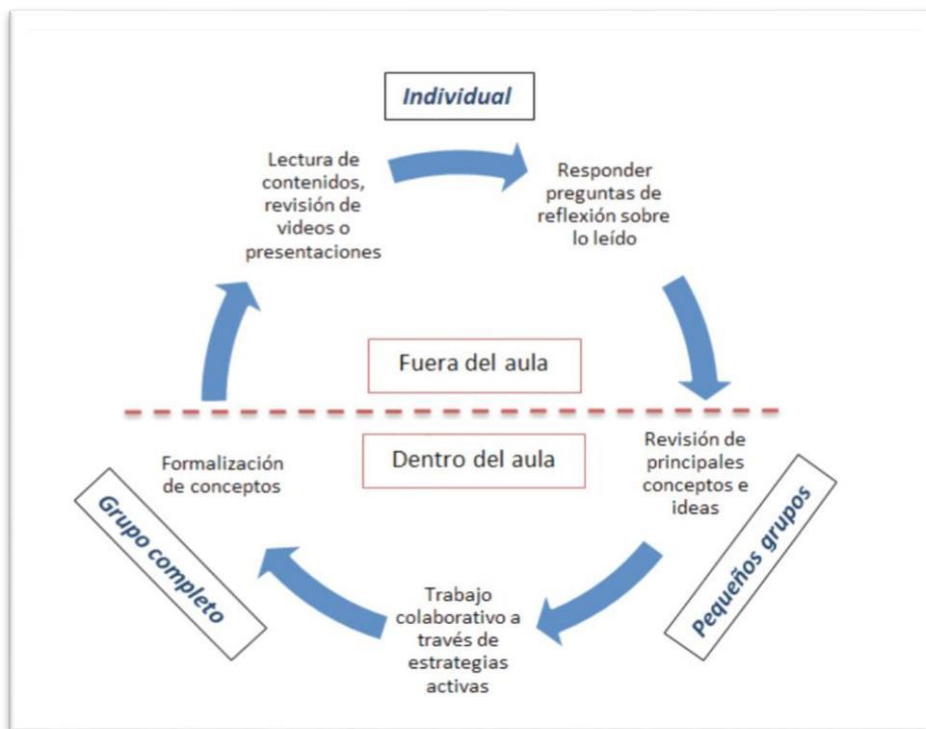 Individual
Lectura de
contenidos,
revisión de
videos o
presentaciones
Responder
preguntas de
reflexión sobre
lo leído
Fuera del aula
Dentro del aula
Revisión de
principales
conceptos e
ideas
Pequeños grupos
Trabajo
colaborativo a
través de
estrategias
activas
Formalización
de conceptos
Grupo completo